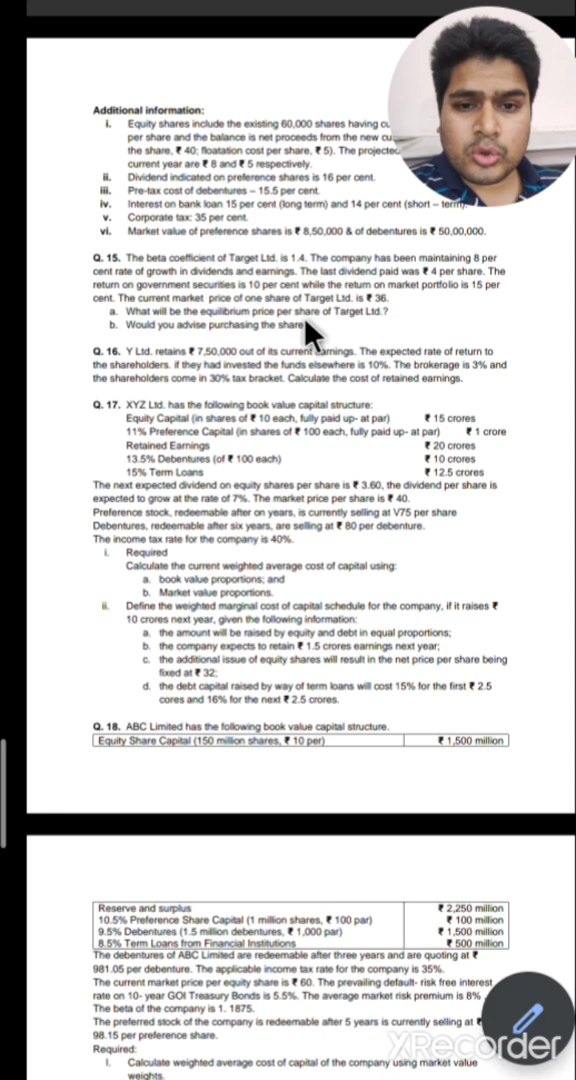 Additional information:
i. Equity shares include the existing 60,000 shares having
per share and the balance is net proceeds from the new
the share, ₹ 40; floatation cost per share, ₹ 5). The
current year are ₹ 8 and ₹ 5 respectively.
ii. Dividend indicated on preference shares is 16 per cent.
iii. Pre-tax cost of debentures – 15.5 per cent.
iv. Interest on bank loan 15 per cent (long term) and 14 per cent (short – term).
v. Corporate tax: 35 per cent.
vi. Market value of preference shares is ₹ 8,50,000 & of debentures is ₹ 50,00,000.
Q. 15. The beta coefficient of Target Ltd. is 1.4. The company has been maintaining 8 per
cent rate of growth in dividends and earnings. The last dividend paid was ₹ 4 per share. The
return on government securities is 10 per cent while the return on market portfolio is 15 per
cent. The current market price of one share of Target Ltd. is ₹ 36.
a. What will be the equilibrium price per share of Target Ltd.?
b. Would you advise purchasing the share
Q. 16. Y Ltd. retains ₹ 7,50,000 out of its current earnings. The expected rate of return to
the shareholders, if they had invested the funds elsewhere is 10%. The brokerage is 3% and
the shareholders come in 30% tax bracket. Calculate the cost of retained earnings.
Q. 17. XYZ Ltd. has the following book value capital structure:
Equity Capital (in shares of ₹ 10 each, fully paid up- at par) ₹ 15 crores
11% Preference Capital (in shares of ₹ 100 each, fully paid up- at par) ₹ 1 crore
Retained Earnings ₹ 20 crores
13.5% Debentures (of ₹ 100 each) ₹ 10 crores
15% Term Loans ₹ 12.5 crores
The next expected dividend on equity shares per share is ₹ 3.60, the dividend per share is
expected to grow at the rate of 7%. The market price per share is ₹ 40.
Preference stock, redeemable after on years, is currently selling at V75 per share
Debentures, redeemable after six years, are selling at ₹ 80 per debenture.
The income tax rate for the company is 40%.
i. Required
Calculate the current weighted average cost of capital using:
a. book value proportions; and
b. Market value proportions.
ii. Define the weighted marginal cost of capital schedule for the company, if it raises ₹
10 crores next year, given the following information:
a. the amount will be raised by equity and debt in equal proportions;
b. the company expects to retain ₹ 1.5 crores earnings next year;
c. the additional issue of equity shares will result in the net price per share being
fixed at ₹ 32;
d. the debt capital raised by way of term loans will cost 15% for the first ₹ 2.5
cores and 16% for the next ₹ 2.5 crores.
Q. 18. ABC Limited has the following book value capital structure.
Equity Share Capital (150 million shares, ₹ 10 per) ₹ 1,500 million
Reserve and surplus ₹ 2,250 million
10.5% Preference Share Capital (1 million shares, ₹ 100 par) ₹ 100 million
9.5% Debentures (1.5 million debentures, ₹ 1,000 par) ₹ 1,500 million
8.5% Term Loans from Financial Institutions ₹ 500 million
The debentures of ABC Limited are redeemable after three years and are quoting at ₹
981.05 per debenture. The applicable income tax rate for the company is 35%.
The current market price per equity share is ₹ 60. The prevailing default- risk free interest
rate on 10- year GOI Treasury Bonds is 5.5%. The average market risk premium is 8%
The beta of the company is 1. 1875.
The preferred stock of the company is redeemable after 5 years is currently selling at
98.15 per preference share.
Required:
I. Calculate weighted average cost of capital of the company using market value
weights.
XRecorder